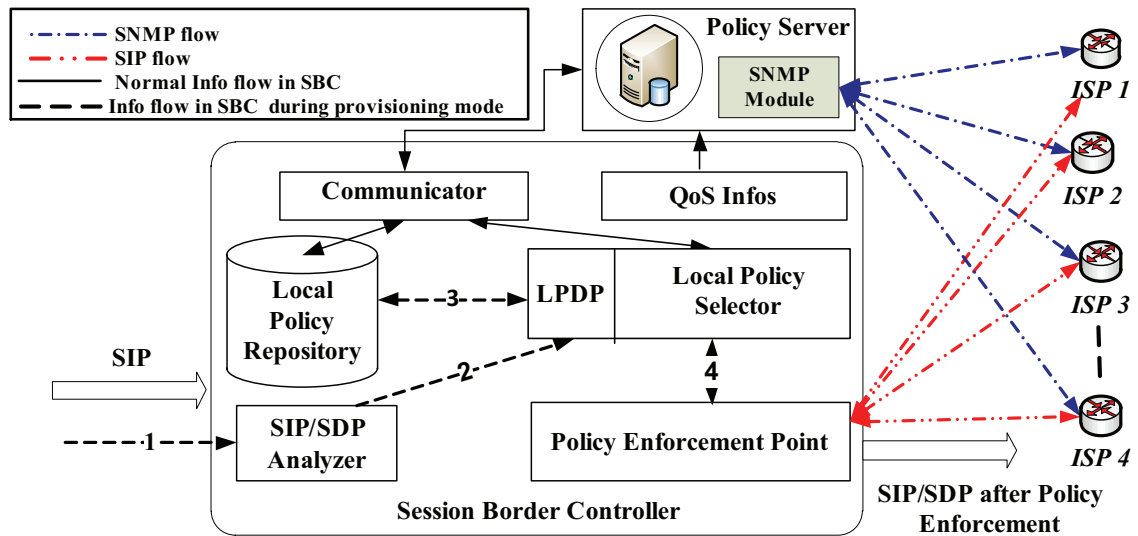 SNMP flow
SIP flow
Normal Info flow in SBC
Info flow in SBC during provisioning mode
Policy Server
SNMP
Module
ISP 1
ISP 2
ISP 3
ISP 4
Communicator
QoS Infos
Local
Policy
Repository
3
LPDP
Local Policy
Selector
SIP
2
4
1
SIP/SDP
Analyzer
Policy Enforcement Point
Session Border Controller
SIP/SDP after Policy
Enforcement